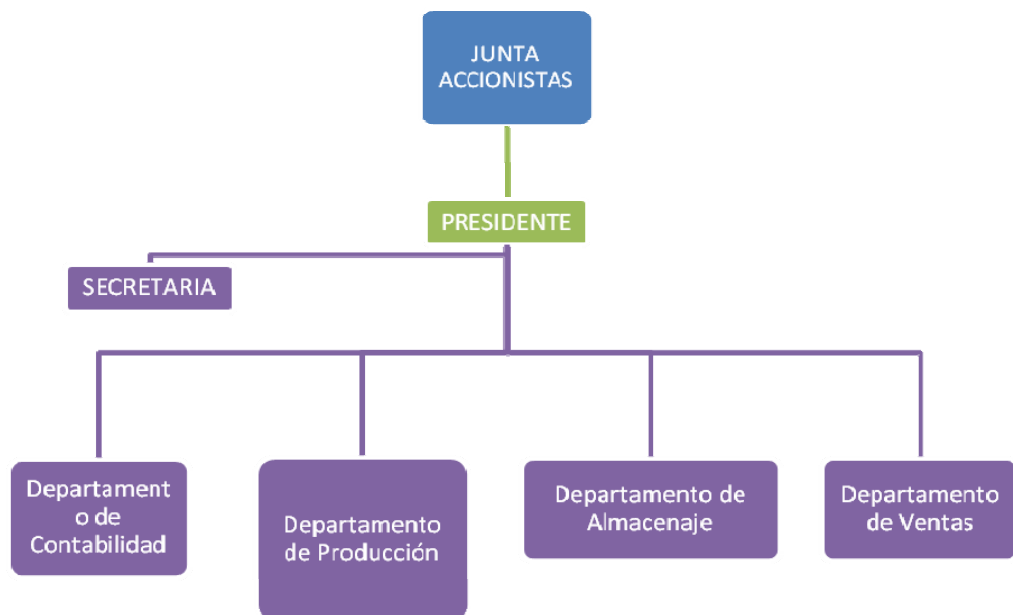 JUNTA
ACCIONISTAS
PRESIDENTE
SECRETARIA
Departament
o de
Contabilidad
Departamento
de Producción
Departamento de
Almacenaje
Departamento
de Ventas